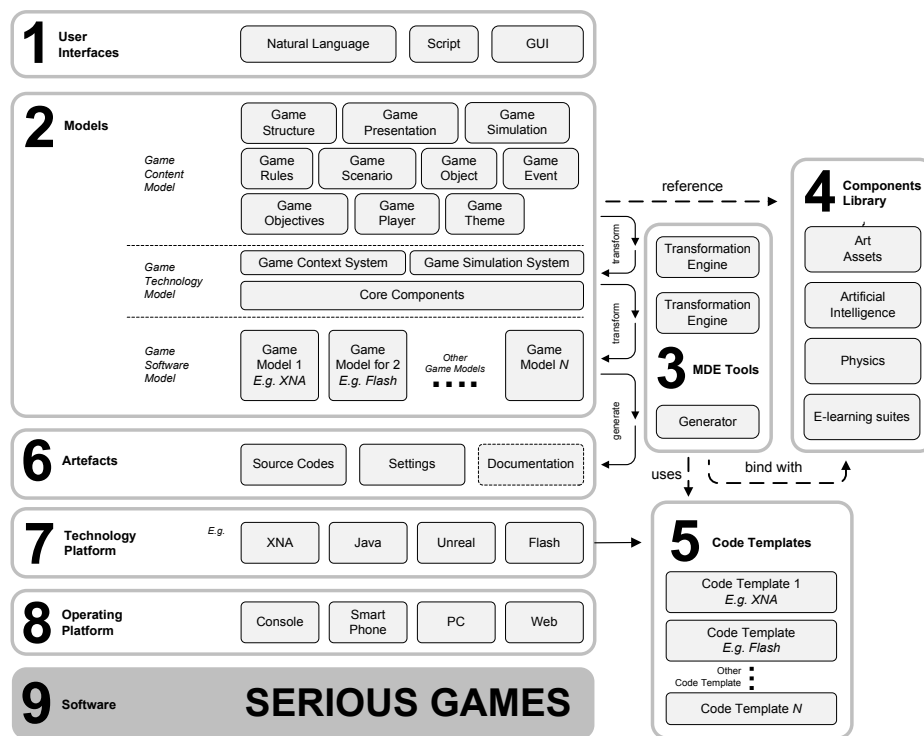 1
User
Interfaces
Natural Language
Script
GUI
2
Models
Game
Content
Model
Game
Structure
Game
Presentation
Game
Simulation
Game
Rules
Game
Scenario
Game
Object
Game
Event
Game
Objectives
Game
Player
Game
Theme
Game
Technology
Model
Game Context System
Game Simulation System
Core Components
Game
Software
Model
Game
Model 1
E.g. XNA
Game
Model for 2
E.g. Flash
Other
Game Models
....
Game
Model N
reference
transform
transform
generate
3
MDE Tools
Transformation
Engine
Transformation
Engine
Generator
4
Components
Library
Art
Assets
Artificial
Intelligence
Physics
E-learning suites
uses
bind with
6
Artefacts
Source Codes
Settings
Documentation
7
Technology
Platform
E.g.
XNA
Java
Unreal
Flash
5
Code Templates
Code Template 1
E.g. XNA
Code Template
E.g. Flash
Other
Code Template
Code Template N
8
Operating
Platform
Console
Smart
Phone
PC
Web
9
Software
SERIOUS GAMES